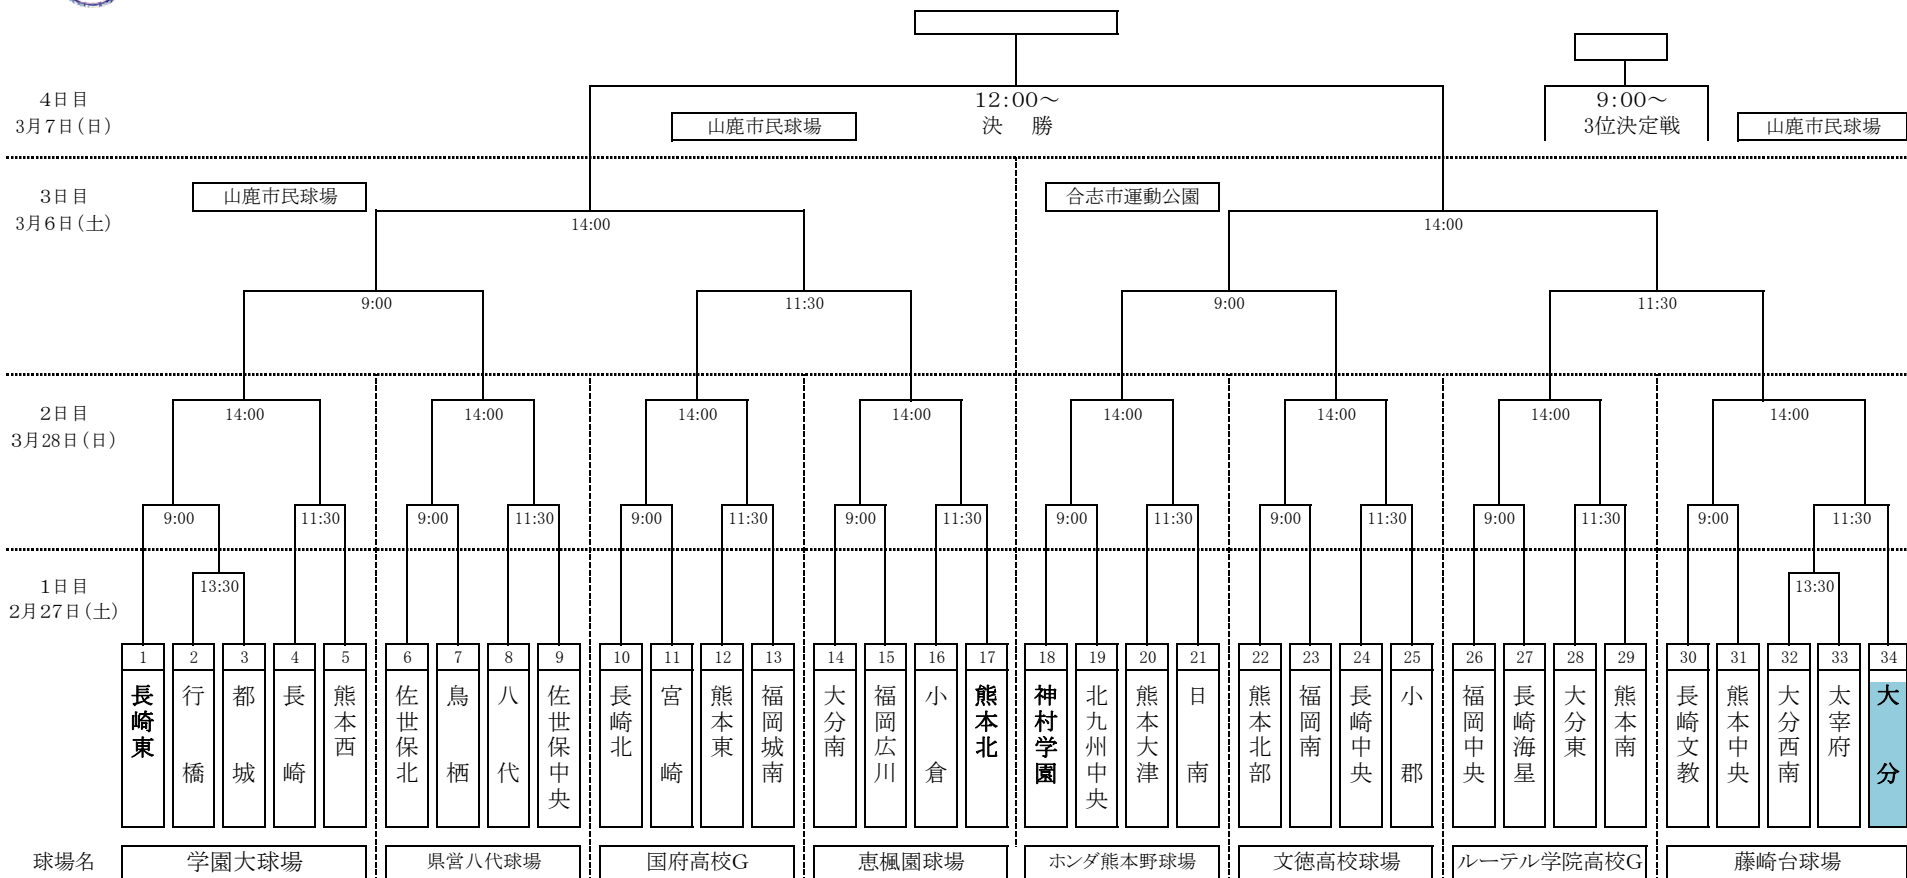 4日目
3月7日(日)
12:00～
決 勝
山鹿市民球場
9:00～
3位決定戦
山鹿市民球場
3日目
3月6日(土)
山鹿市民球場
合志市運動公園
14:00
14:00
9:00
11:30
9:00
11:30
2日目
3月28日(日)
14:00
14:00
14:00
14:00
14:00
14:00
14:00
14:00
9:00
11:30
9:00
11:30
9:00
11:30
9:00
11:30
9:00
11:30
9:00
11:30
9:00
11:30
9:00
11:30
1日目
2月27日(土)
13:30
13:30
1
2
3
4
5
6
7
8
9
10
11
12
13
14
15
16
17
18
19
20
21
22
23
24
25
26
27
28
29
30
31
32
33
34
長崎東
行橋
都城
長崎
熊本西
佐世保北
鳥栖
八代
佐世保中央
長崎北
宮崎
熊本東
福岡城南
大分南
福岡広川
小倉
熊本北
神村学園
北九州中央
熊本大津
日南
熊本北部
福岡南
長崎中央
小郡
福岡中央
長崎海星
大分東
熊本南
長崎文教
熊本中央
大分西南
太宰府
大分
球場名
学園大球場
県営八代球場
国府高校G
恵楓園球場
ホンダ熊本野球場
文徳高校球場
ルーテル学院高校G
藤崎台球場